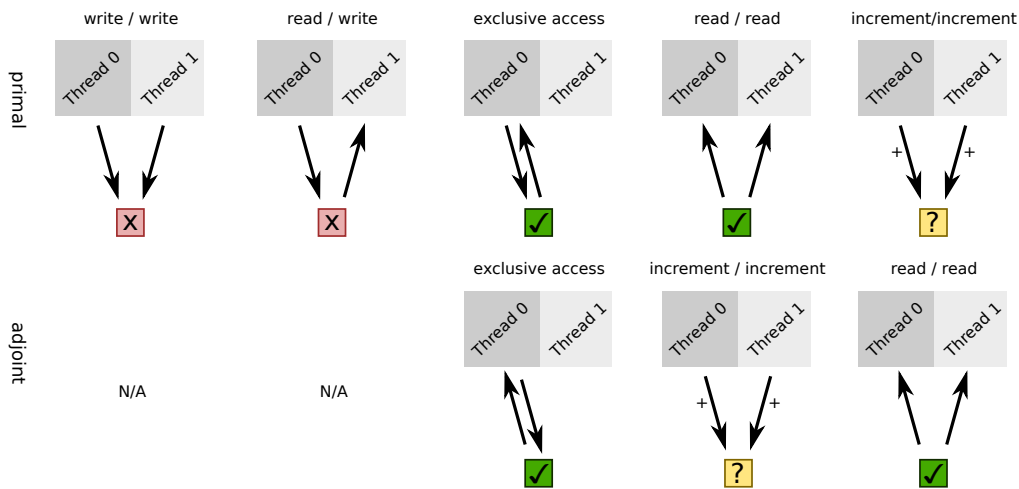 write / write
read / write
exclusive access
read / read
increment/increment
primal
Thread 0
Thread 1
Thread 0
Thread 1
Thread 0
Thread 1
Thread 0
Thread 1
Thread 0
Thread 1
+
+
X
X
✓
✓
?
exclusive access
increment / increment
read / read
adjoint
Thread 0
Thread 1
Thread 0
Thread 1
Thread 0
Thread 1
N/A
N/A
+
+
✓
?
✓